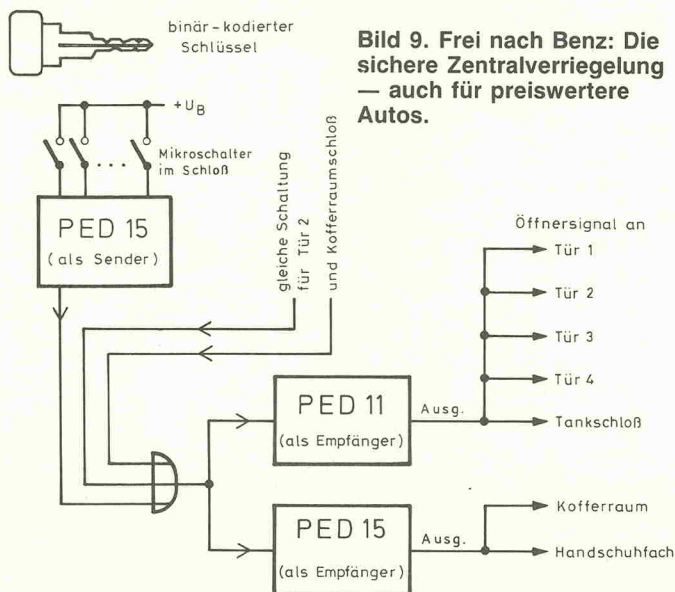 binär-kodierter
Schlüssel
Bild 9. Frei nach Benz: Die
sichere Zentralverriegelung
— auch für preiswertere
Autos.
+UB
Mikroschalter
im Schloß
PED 15
(als Sender)
gleiche Schaltung
für Tür 2
und Kofferraumschloß
Öffnersignal an
Tür 1
Tür 2
Tür 3
Tür 4
Tankschloß
PED 11
(als Empfänger)
Ausg.
PED 15
(als Empfänger)
Ausg.
Kofferraum
Handschuhfach